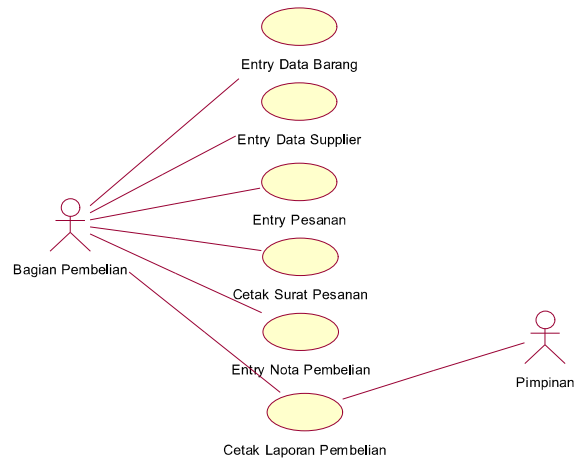 Entry Data Barang
Entry Data Supplier
Entry Pesanan
Bagian Pembelian
Cetak Surat Pesanan
Entry Nota Pembelian
Pimpinan
Cetak Laporan Pembelian